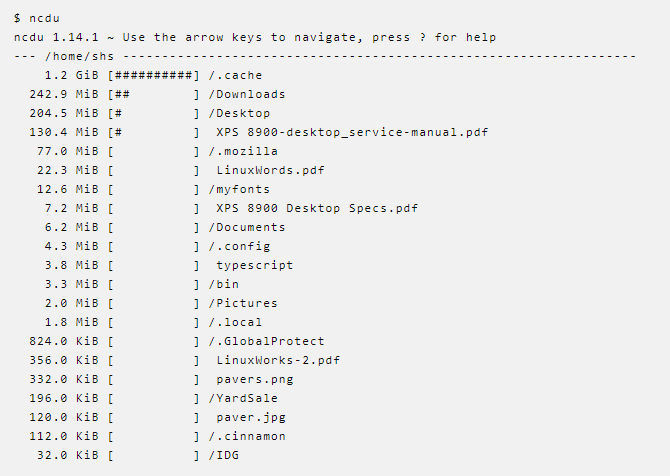 $ ncdu
ncdu 1.14.1 ~ Use the arrow keys to navigate, press ? for help
--- /home/shs ------------------------------------------------------------------
    1.2 GiB [##########] /.cache
  242.9 MiB [##        ] /Downloads
  204.5 MiB [#         ] /Desktop
  130.4 MiB [#         ]  XPS 8900-desktop_service-manual.pdf
   77.0 MiB [          ] /.mozilla
   22.3 MiB [          ]  LinuxWords.pdf
   12.6 MiB [          ] /myfonts
    7.2 MiB [          ]  XPS 8900 Desktop Specs.pdf
    6.2 MiB [          ] /Documents
    4.3 MiB [          ] /.config
    3.8 MiB [          ]  typescript
    3.3 MiB [          ] /bin
    2.0 MiB [          ] /Pictures
    1.8 MiB [          ] /.local
  824.0 KiB [          ] /.GlobalProtect
  356.0 KiB [          ]  LinuxWorks-2.pdf
  332.0 KiB [          ]  pavers.png
  196.0 KiB [          ] /YardSale
  120.0 KiB [          ]  paver.jpg
  112.0 KiB [          ] /.cinnamon
   32.0 KiB [          ] /IDG